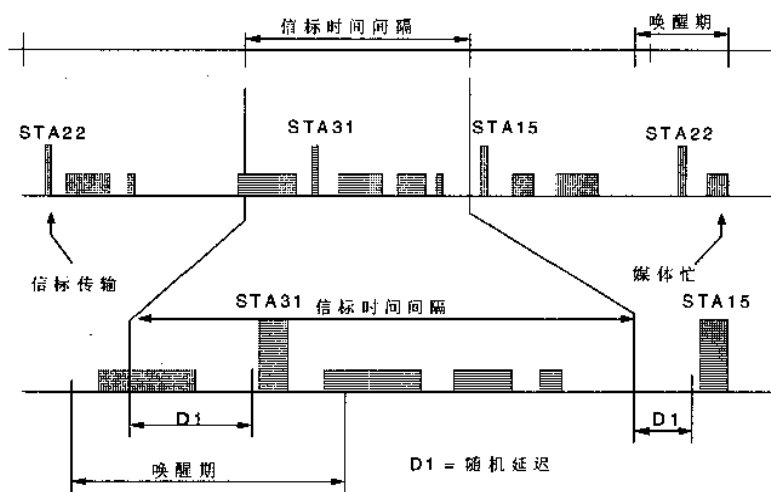 信标时间间隔
唤醒期
STA22
STA31
STA15
STA22
信标传输
媒体忙
STA31
信标时间间隔
STA15
D1
D1
唤醒期
D1 = 随机延迟